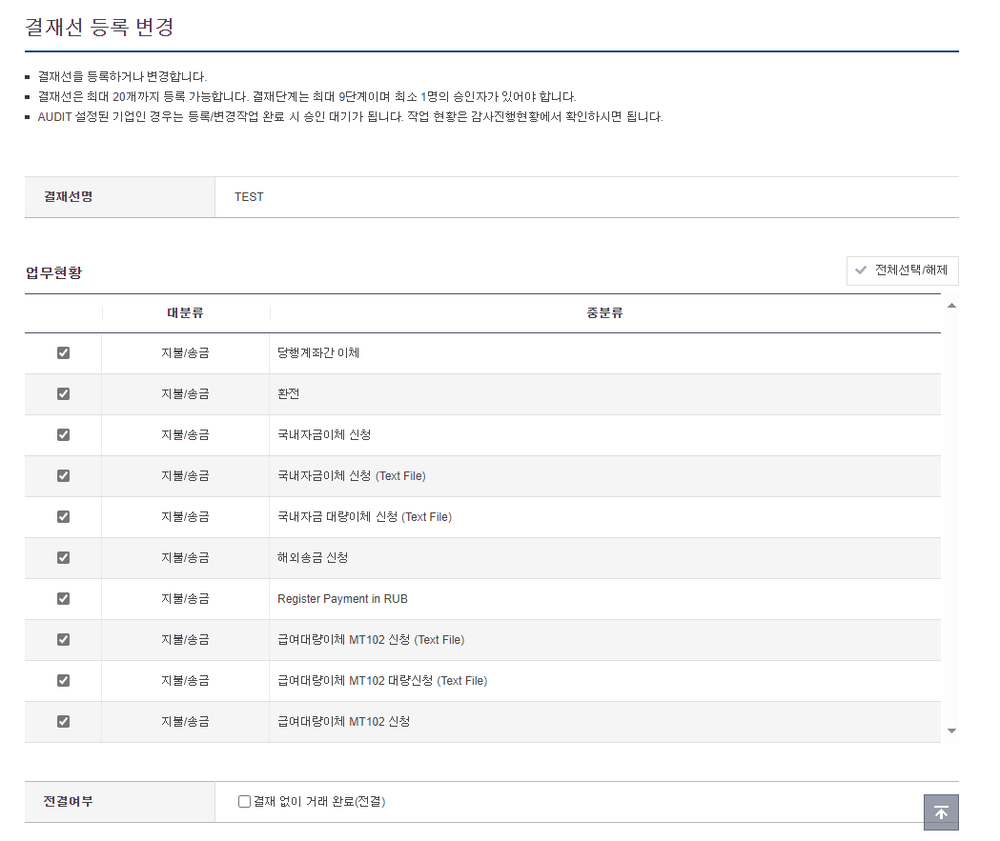 결재선 등록 변경
결재선을 등록하거나 변경합니다.
결재선은 최대 20개까지 등록 가능합니다. 결재단계는 최대 9단계이며 최소 1명의 승인자가 있어야 합니다.
AUDIT 설정된 기업인 경우는 등록/변경작업 완료 시 승인 대기가 됩니다. 작업 현황은 감사진행현황에서 확인하시면 됩니다.
결재선명 TEST
업무현황 전체선택/해제
대분류 중분류
지불/송금 당행계좌간 이체
지불/송금 환전
지불/송금 국내자금이체 신청
지불/송금 국내자금이체 신청 (Text File)
지불/송금 국내자금 대량이체 신청 (Text File)
지불/송금 해외송금 신청
지불/송금 Register Payment in RUB
지불/송금 급여대량이체 MT102 신청 (Text File)
지불/송금 급여대량이체 MT102 대량신청 (Text File)
지불/송금 급여대량이체 MT102 신청
전결여부 결재 없이 거래 완료(전결)